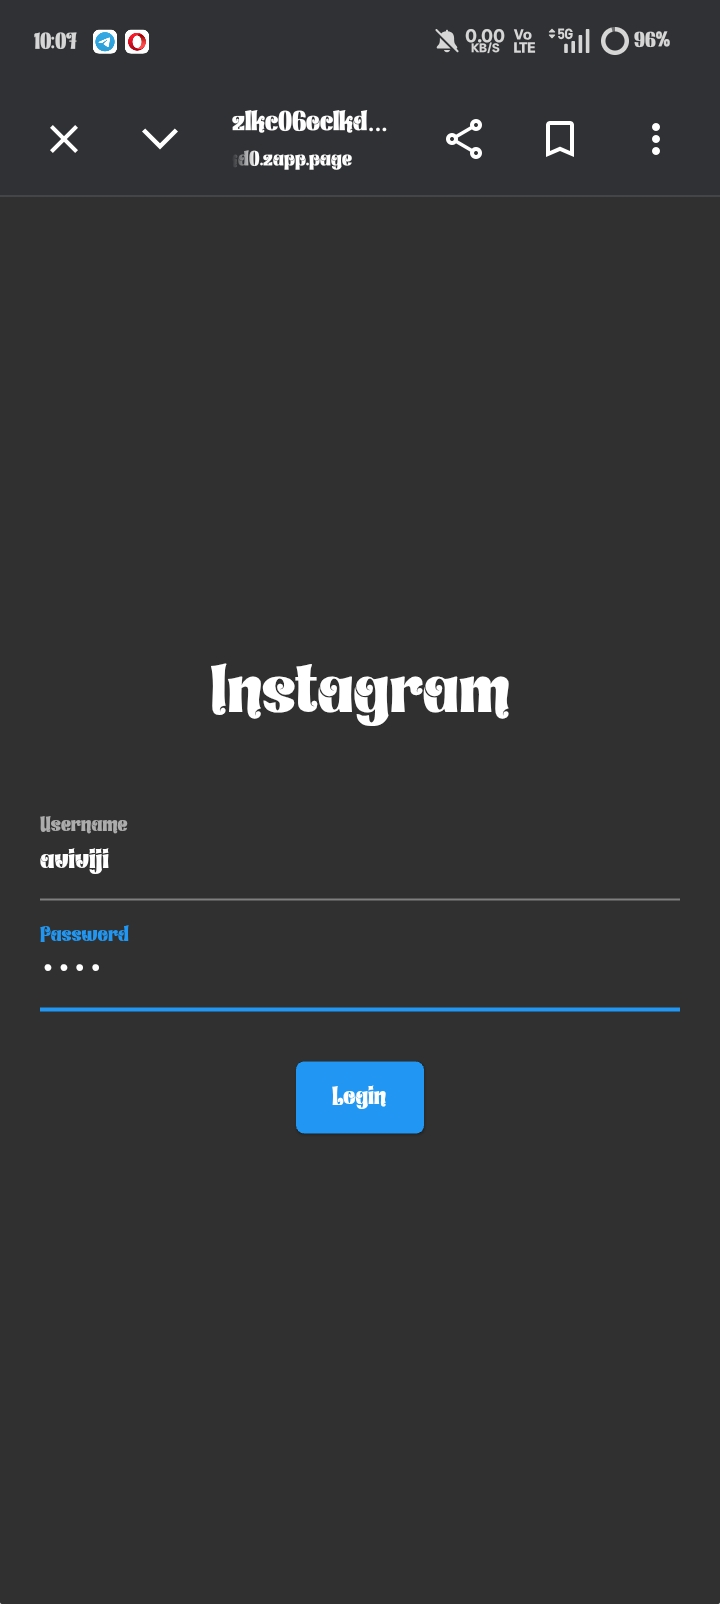 10:07
0.00 KB/S
Vo LTE
5G
96%
zlkc06eclkd...
d0.zapp.page
Instagram
Username
aviviji
Password
••••
Login